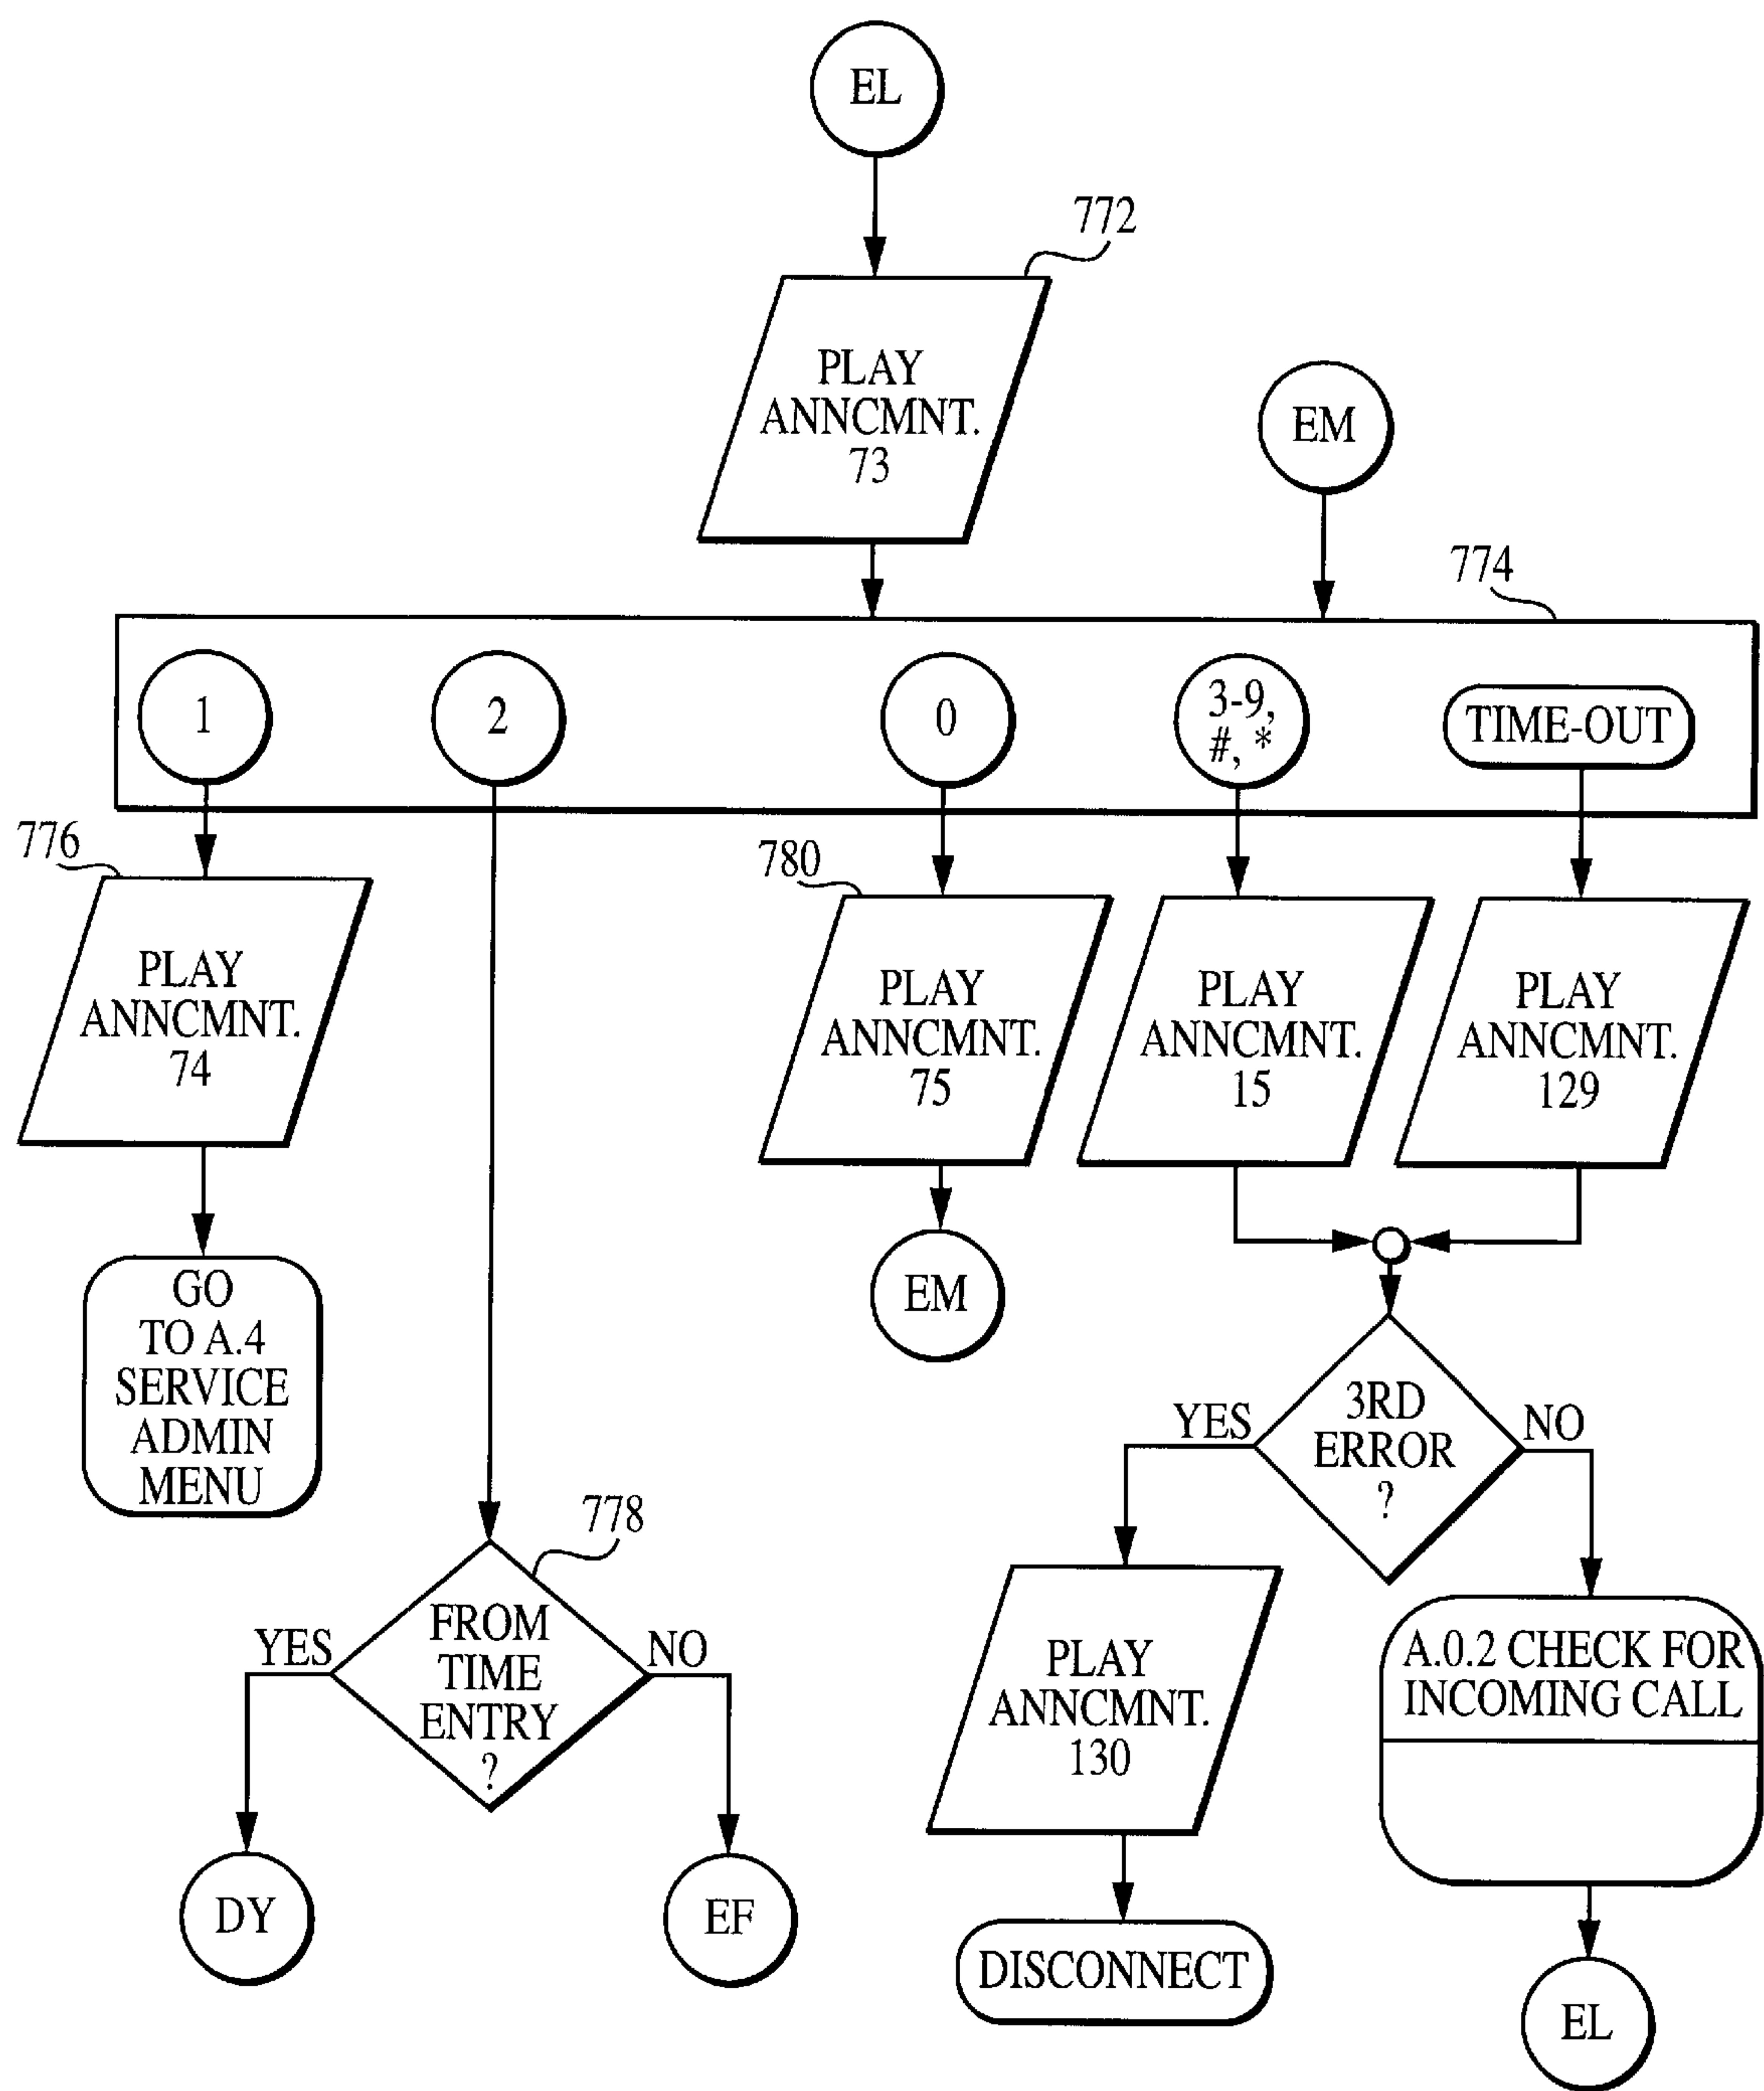 EL
772
PLAY
ANNCMNT.
73
EM
774
1
2
0
3-9,
#, *
TIME-OUT
776
PLAY
ANNCMNT.
74
780
PLAY
ANNCMNT.
75
PLAY
ANNCMNT.
15
PLAY
ANNCMNT.
129
GO
TO A.4
SERVICE
ADMIN
MENU
EM
3RD
ERROR
?
YES
NO
778
FROM
TIME
ENTRY
?
YES
NO
PLAY
ANNCMNT.
130
A.0.2 CHECK FOR
INCOMING CALL
DY
EF
DISCONNECT
EL